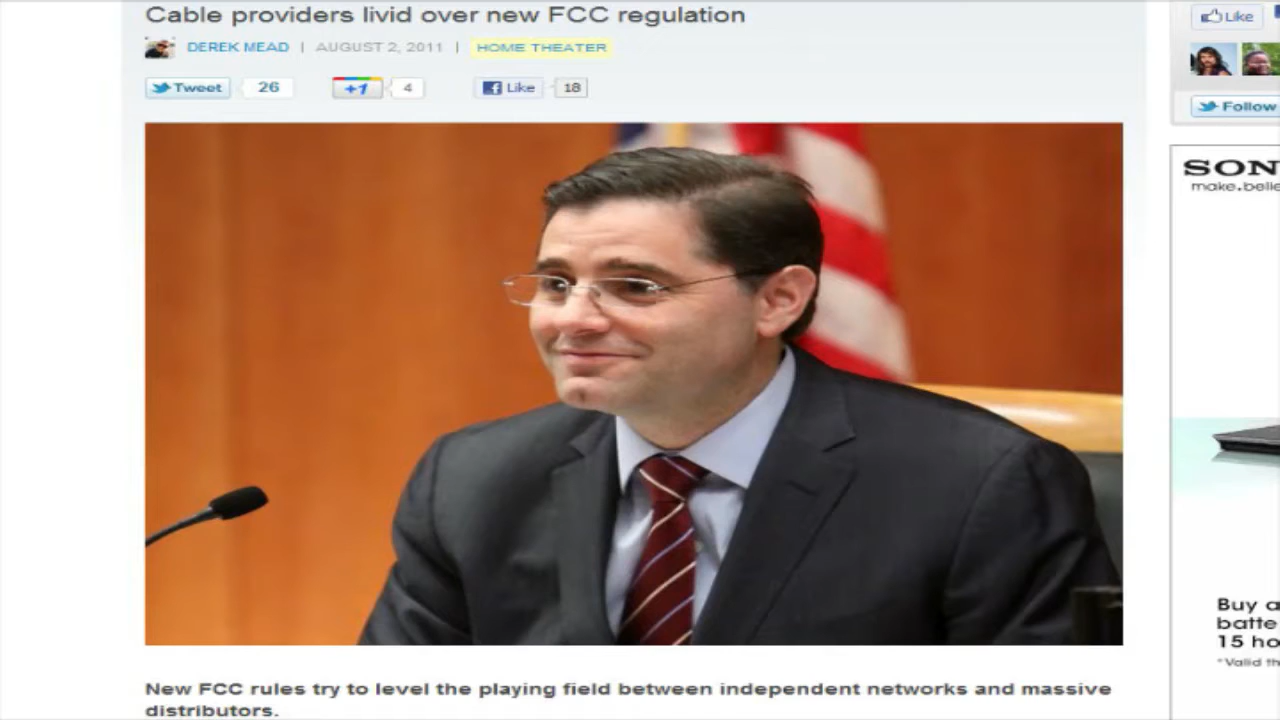 Cable providers livid over new FCC regulation
DEREK MEAD | AUGUST 2, 2011 | HOME THEATER
Tweet 26 +1 4 Like 18
New FCC rules try to level the playing field between independent networks and massive
distributors.
Like
Follow
SON
make.belie
Buy a
batte
15 ho
*Valid th